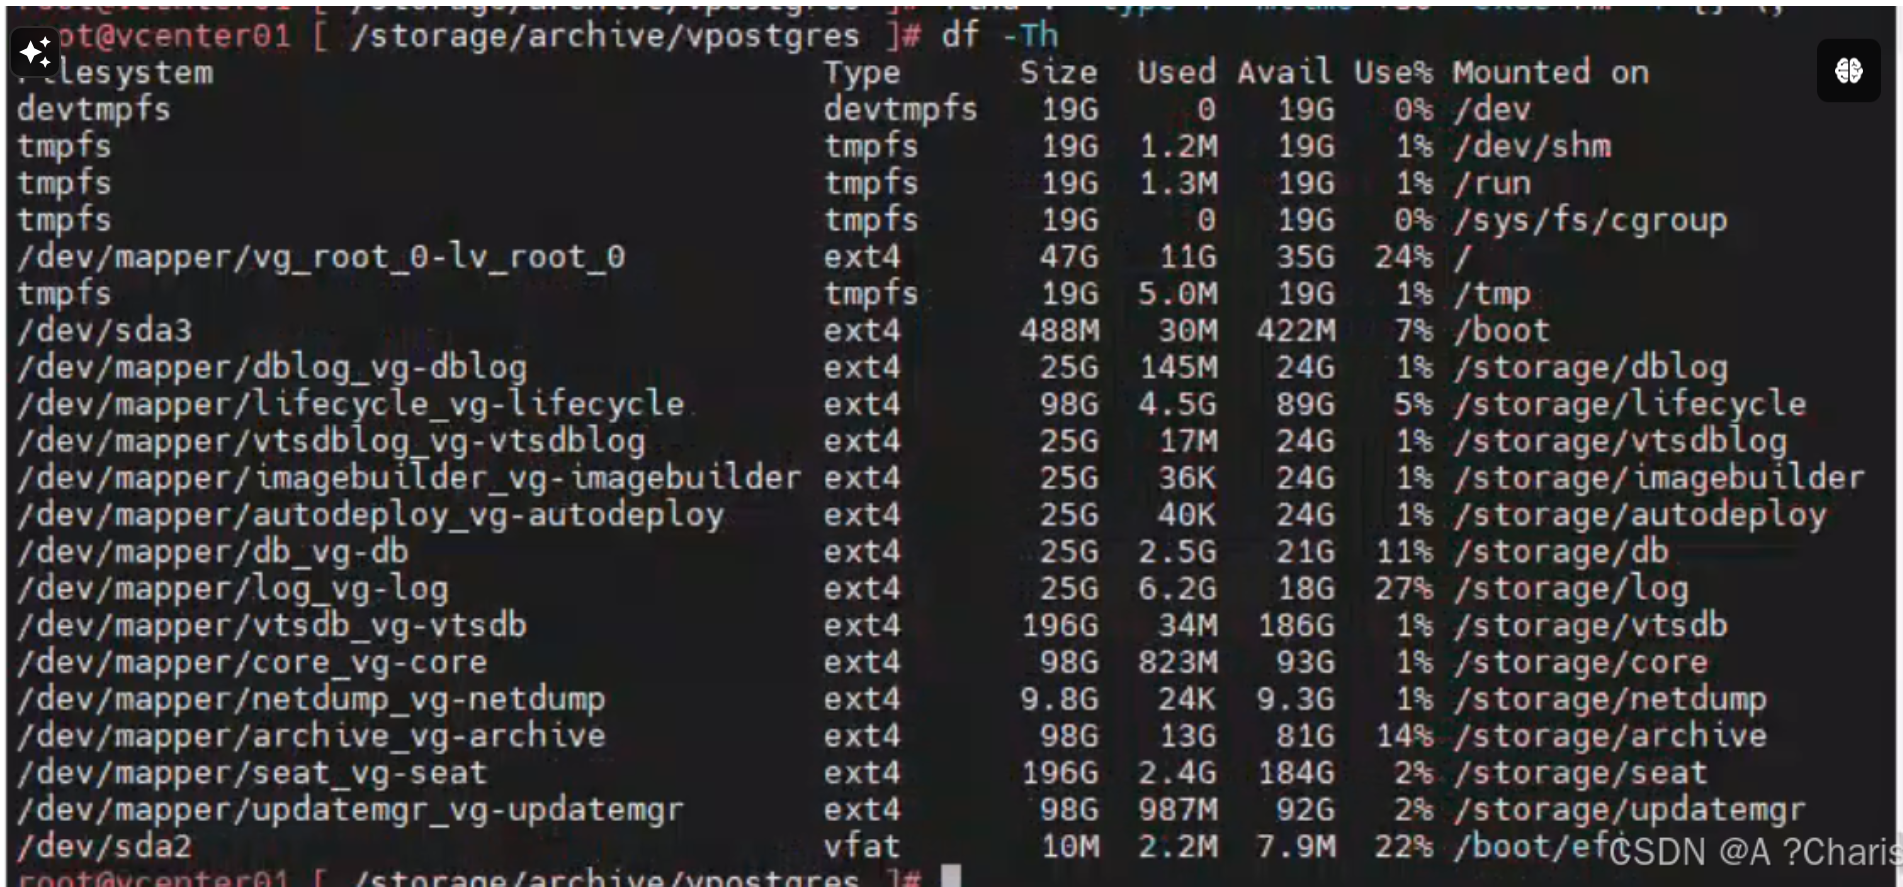 root@vcenter01 [ /storage/archive/vpostgres ]#
ot@vcenter01 [ /storage/archive/vpostgres ]# df -Th
Filesystem Type Size Used Avail Use% Mounted on
devtmpfs devtmpfs 19G 0 19G 0% /dev
tmpfs tmpfs 19G 1.2M 19G 1% /dev/shm
tmpfs tmpfs 19G 1.3M 19G 1% /run
tmpfs tmpfs 19G 0 19G 0% /sys/fs/cgroup
/dev/mapper/vg_root_0-lv_root_0 ext4 47G 11G 35G 24% /
tmpfs tmpfs 19G 5.0M 19G 1% /tmp
/dev/sda3 ext4 488M 30M 422M 7% /boot
/dev/mapper/dblog_vg-dblog ext4 25G 145M 24G 1% /storage/dblog
/dev/mapper/lifecycle_vg-lifecycle ext4 98G 4.5G 89G 5% /storage/lifecycle
/dev/mapper/vtsdblog_vg-vtsdblog ext4 25G 17M 24G 1% /storage/vtsdblog
/dev/mapper/imagebuilder_vg-imagebuilder ext4 25G 36K 24G 1% /storage/imagebuilder
/dev/mapper/autodeploy_vg-autodeploy ext4 25G 40K 24G 1% /storage/autodeploy
/dev/mapper/db_vg-db ext4 25G 2.5G 21G 11% /storage/db
/dev/mapper/log_vg-log ext4 25G 6.2G 18G 27% /storage/log
/dev/mapper/vtsdb_vg-vtsdb ext4 196G 34M 186G 1% /storage/vtsdb
/dev/mapper/core_vg-core ext4 98G 823M 93G 1% /storage/core
/dev/mapper/netdump_vg-netdump ext4 9.8G 24K 9.3G 1% /storage/netdump
/dev/mapper/archive_vg-archive ext4 98G 13G 81G 14% /storage/archive
/dev/mapper/seat_vg-seat ext4 196G 2.4G 184G 2% /storage/seat
/dev/mapper/updatemgr_vg-updatemgr ext4 98G 987M 92G 2% /storage/updatemgr
/dev/sda2 vfat 10M 2.2M 7.9M 22% /boot/efi
root@vcenter01 [ /storage/archive/vpostgres ]#
CSDN @A ?Charis